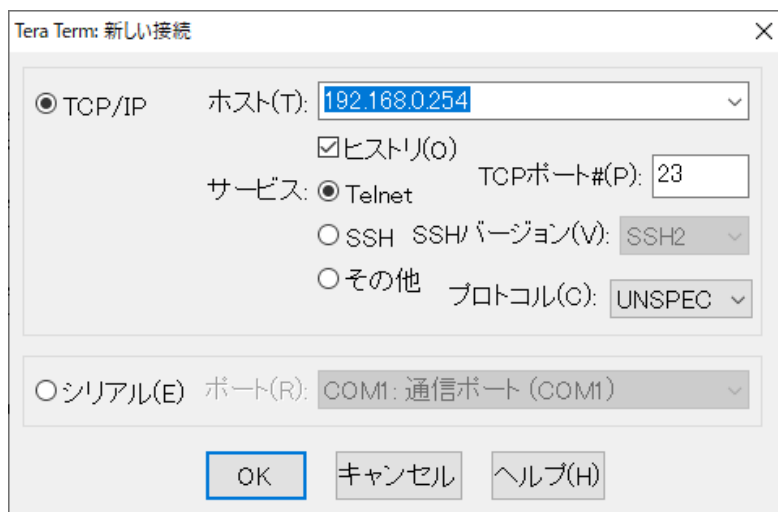 Tera Term: 新しい接続
TCP/IP ホスト(T): 192.168.0.254
ヒストリ(O)
サービス: Telnet TCPポート#(P): 23
SSH SSHバージョン(V): SSH2
その他 プロトコル(C): UNSPEC
シリアル(E) ポート(R): COM1: 通信ポート (COM1)
OK キャンセル ヘルプ(H)